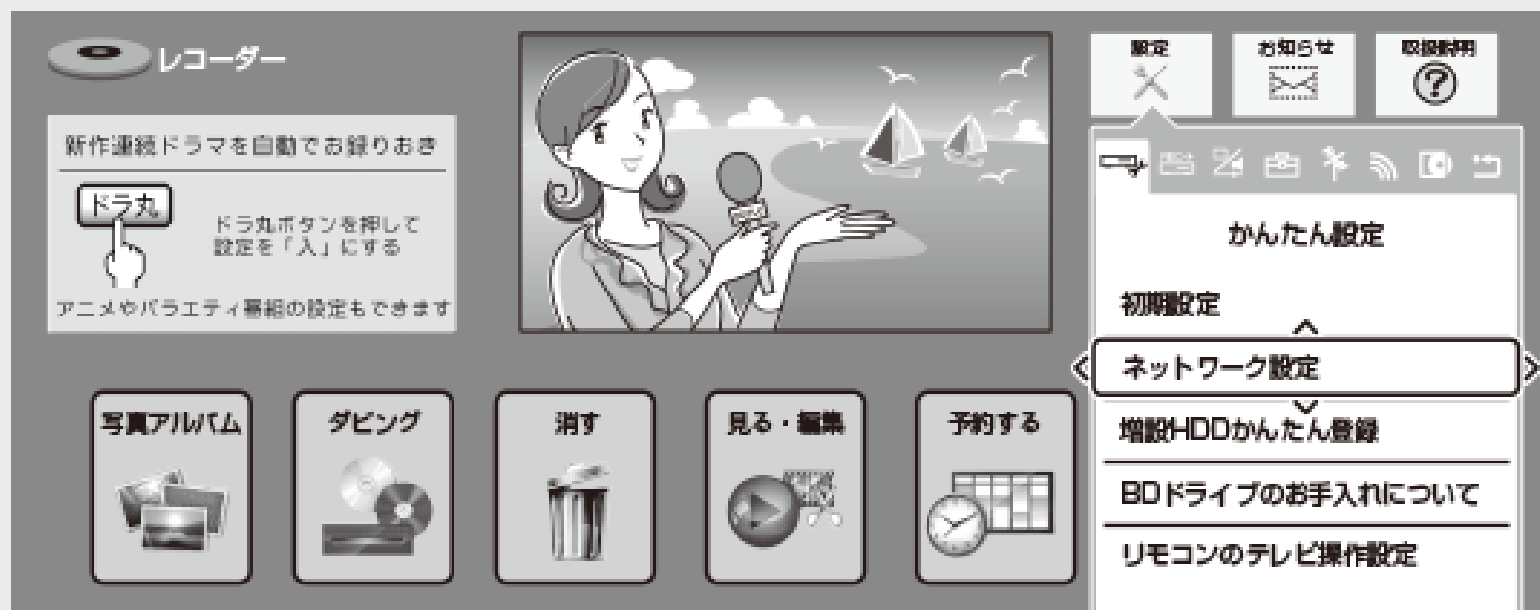 レコーダー
新作連続ドラマを自動でお録りおき
ドラ丸
ドラ丸ボタンを押して
設定を「入」にする
アニメやバラエティ番組の設定もできます
設定
お知らせ
取扱説明
かんたん設定
初期設定
ネットワーク設定
増設HDDかんたん登録
BDドライブのお手入れについて
リモコンのテレビ操作設定
写真アルバム
ダビング
消す
見る・編集
予約する